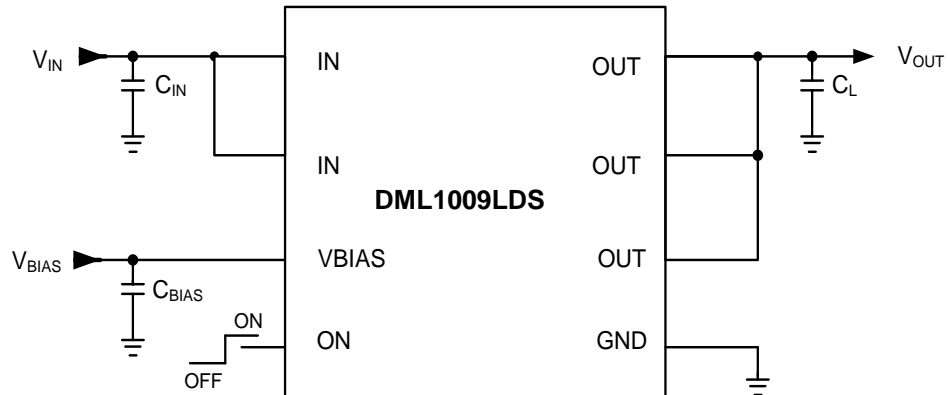 V_IN
C_IN
IN
OUT
C_L
V_OUT
IN
OUT
DML1009LDS
V_BIAS
C_BIAS
VBIAS
OUT
ON
OFF
ON
GND